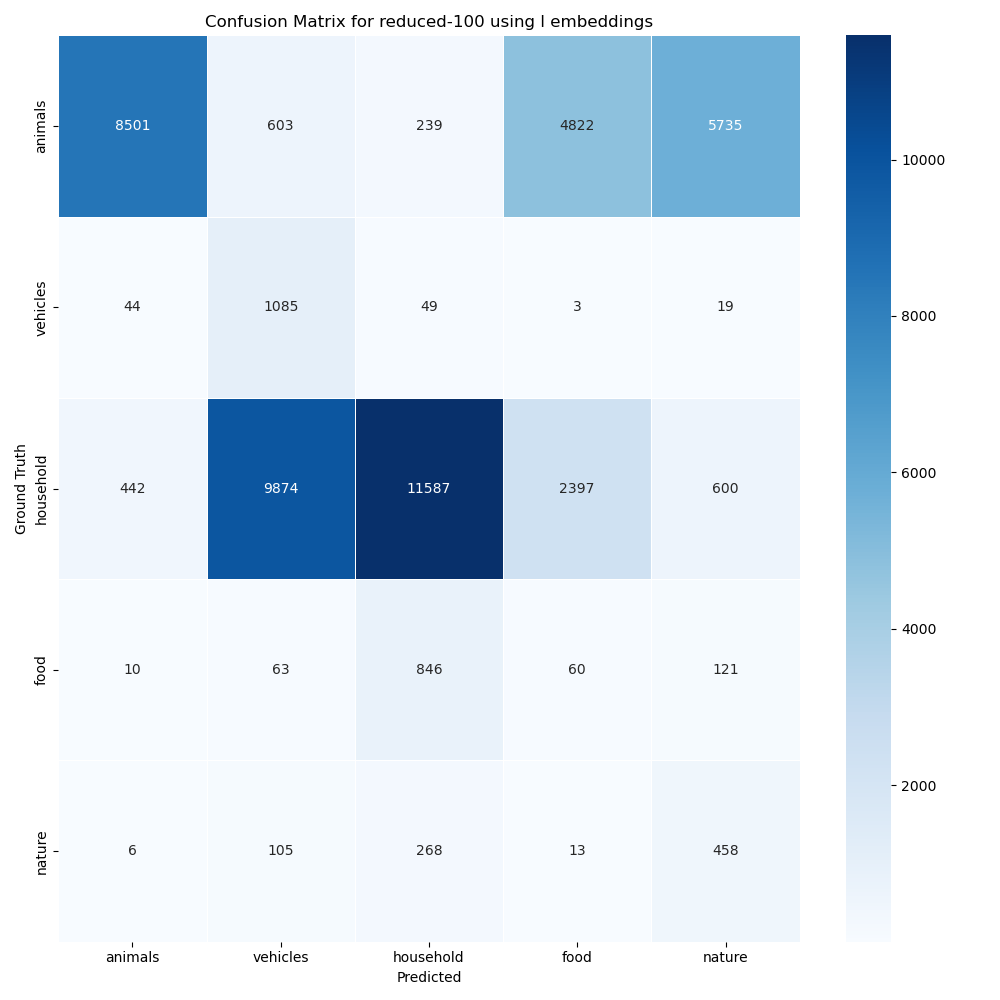 Confusion Matrix for reduced-100 using l embeddings
animals 8501 603 239 4822 5735
vehicles 44 1085 49 3 19
household 442 9874 11587 2397 600
food 10 63 846 60 121
nature 6 105 268 13 458
animals vehicles household food nature
Predicted
Ground Truth
10000
8000
6000
4000
2000